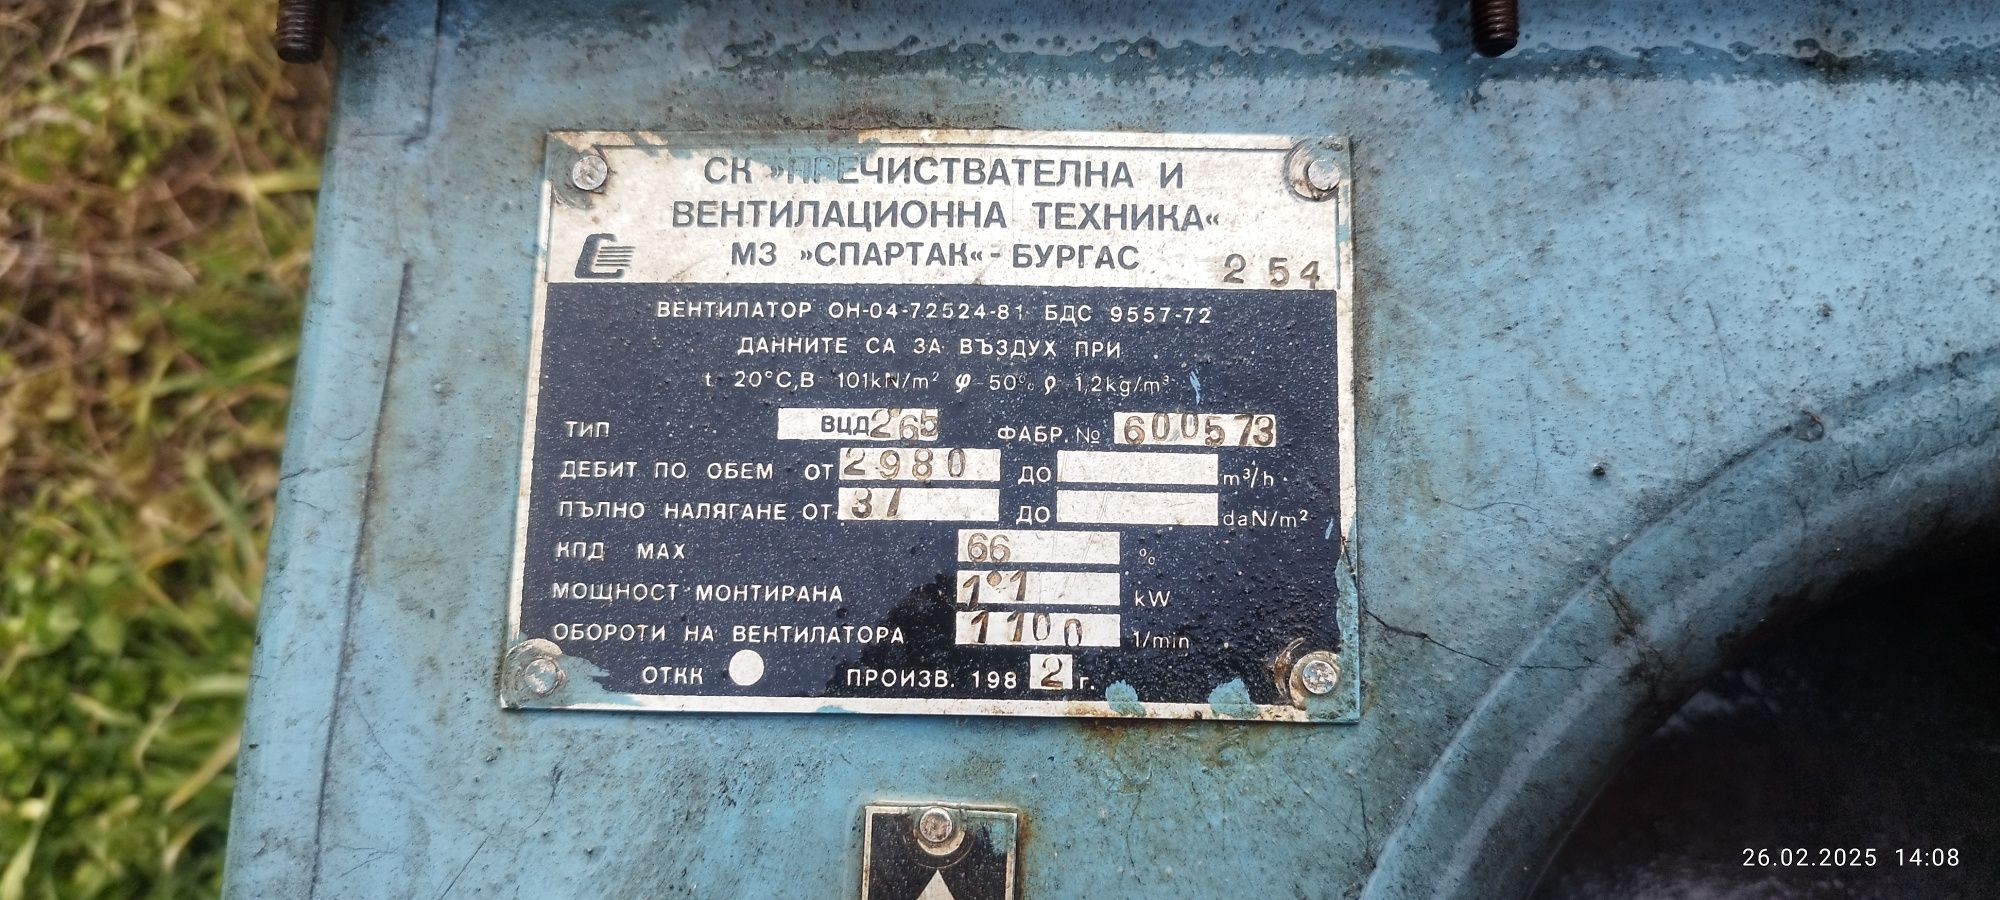 СК »ПРЕЧИСТВАТЕЛНА И
ВЕНТИЛАЦИОННА ТЕХНИКА«
МЗ »СПАРТАК«-БУРГАС 254
ВЕНТИЛАТОР ОН-04-72524-81 БДС 9557-72
ДАННИТЕ СА ЗА ВЪЗДУХ ПРИ
t 20°C,B 101kN/m² φ 50% ρ 1,2kg/m³
ТИП ВЦД265 ФАБР. № 600573
ДЕБИТ ПО ОБЕМ ОТ 2980 ДО m³/h
ПЪЛНО НАЛЯГАНЕ ОТ 37 ДО daN/m²
КПД MAX 66 %
МОЩНОСТ МОНТИРАНА 1.1 kW
ОБОРОТИ НА ВЕНТИЛАТОРА 1100 1/min
ОТКК ПРОИЗВ. 1982 г.
26.02.2025 14:08